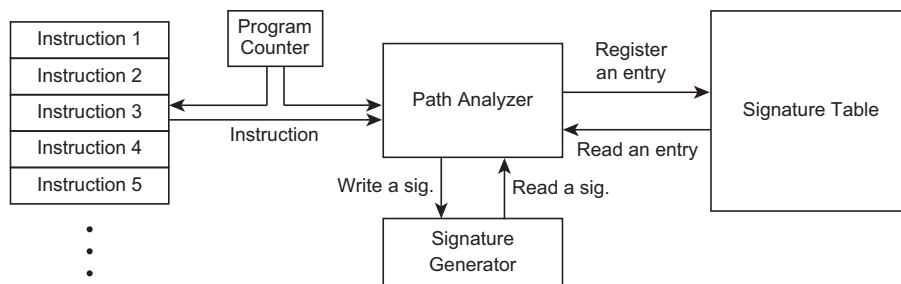 Instruction 1
Instruction 2
Instruction 3
Instruction 4
Instruction 5
Program
Counter
Instruction
Path Analyzer
Register
an entry
Read an entry
Signature Table
Write a sig.
Read a sig.
Signature
Generator